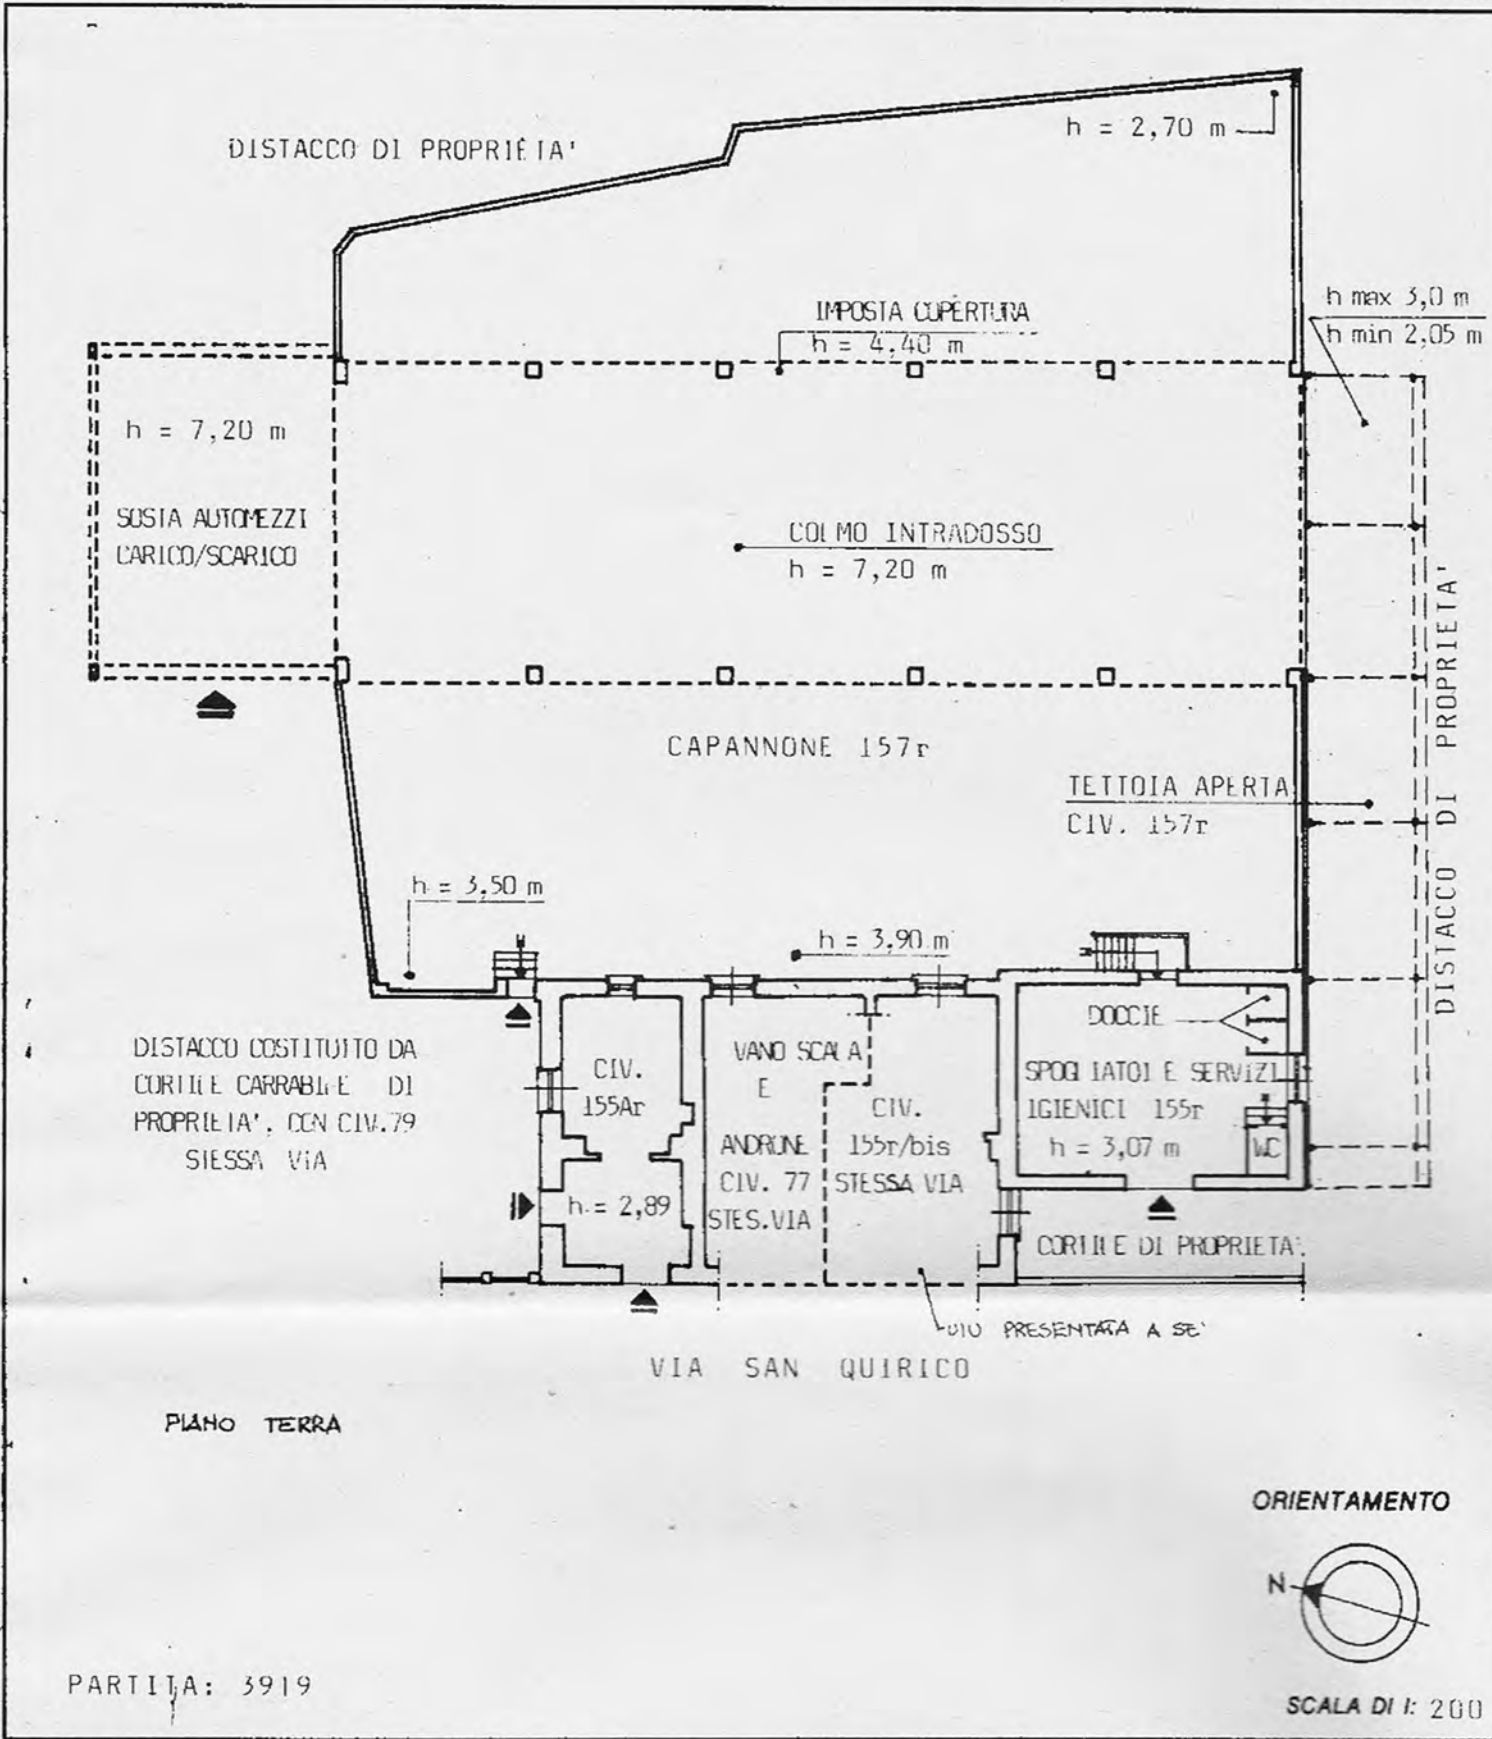 DISTACCO DI PROPRIETA'
h = 2,70 m
IMPOSTA COPERTURA
h = 4,40 m
h max 3,0 m
h min 2,05 m
h = 7,20 m
SOSTA AUTOMEZZI
CARICO/SCARICO
COLMO INTRADOSSO
h = 7,20 m
CAPANNONE 157r
TETTOIA APERTA
CIV. 157r
DISTACCO DI PROPRIETA'
h = 3,50 m
h = 3,90 m
DISTACCO COSTITUITO DA
CORTILE CARRABILE DI
PROPRIETA', CON CIV.79
STESSA VIA
CIV.
155Ar
h = 2,89
VANO SCALA
E
ANDRONE
CIV. 77
STES.VIA
CIV.
155r/bis
STESSA VIA
DOCCIE
SPOGLIATOI E SERVIZI
IGIENICI 155r
h = 3,07 m
WC
CORTILE DI PROPRIETA'
UIU PRESENTATA A SE'
VIA SAN QUIRICO
PIANO TERRA
ORIENTAMENTO
N
PARTITA: 3919
SCALA DI I: 200